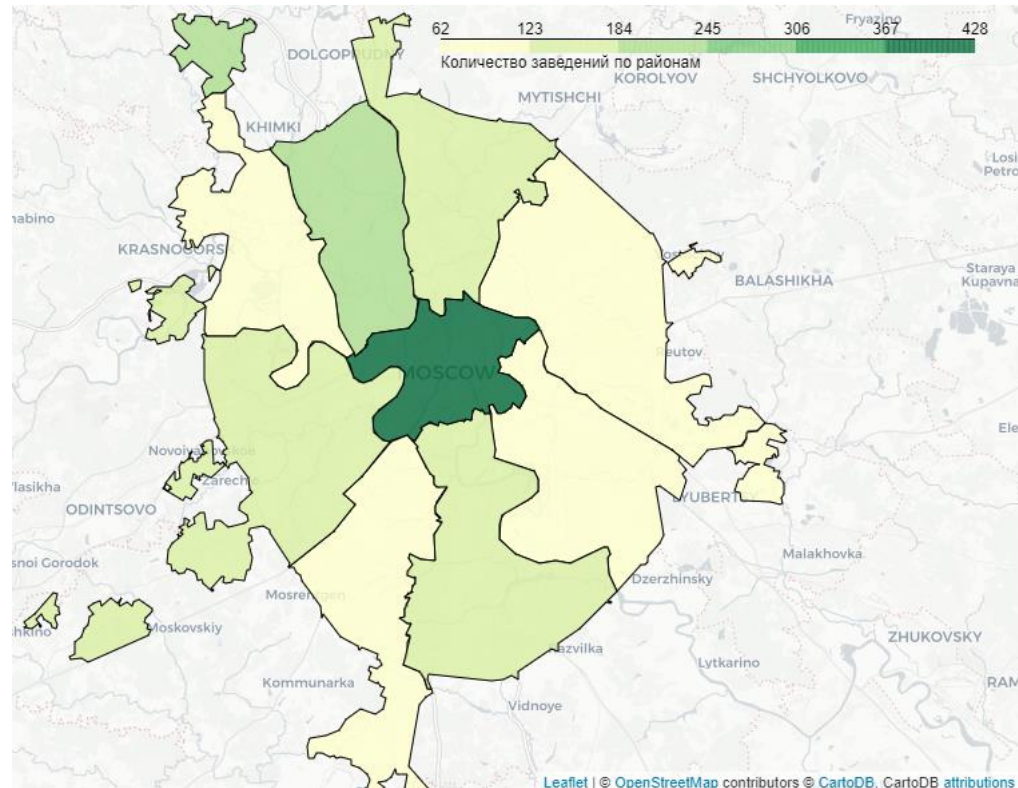 Fryazino
62 123 184 245 306 367 428
Количество заведений по районам
DOLGOPRUDNY
KOROLYOV
SHCHYOLKOVO
MYTISHCHI
KHIMKI
KRASNOGORSK
BALASHIKHA
Staraya
Kupavna
Reutov
MOSCOW
Zarechie
ODINTSOVO
LYUBERTSY
Malakhovka
Dzerzhinsky
Moskovskiy
ZHUKOVSKY
Lytkarino
Kommunarka
Vidnoye
Leaflet | © OpenStreetMap contributors © CartoDB, CartoDB attributions